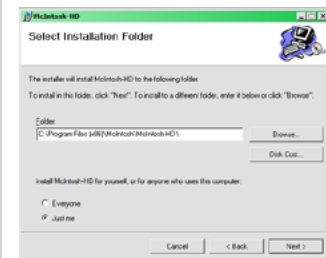 McIntosh-HD
Select Installation Folder
The installer will install McIntosh-HD to the following folder.
To install in this folder, click "Next". To install to a different folder, enter it below or click "Browse".
Folder:
C:\Program Files (x86)\McIntosh\McIntosh-HD\
Browse...
Disk Cost...
Install McIntosh-HD for yourself, or for anyone who uses this computer:
Everyone
Just me
Cancel
< Back
Next >